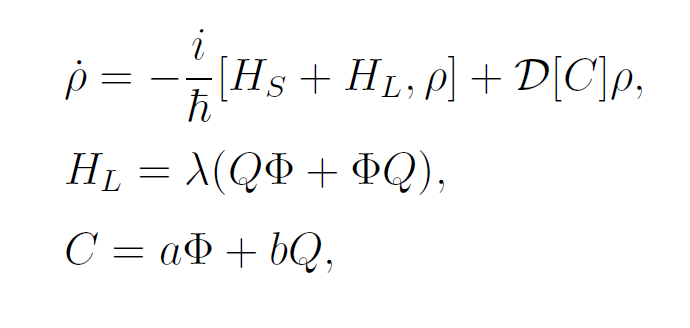 ρ̇ = −i/ħ [H_S + H_L, ρ] + 𝒟[C]ρ,
H_L = λ(QΦ + ΦQ),
C = aΦ + bQ,